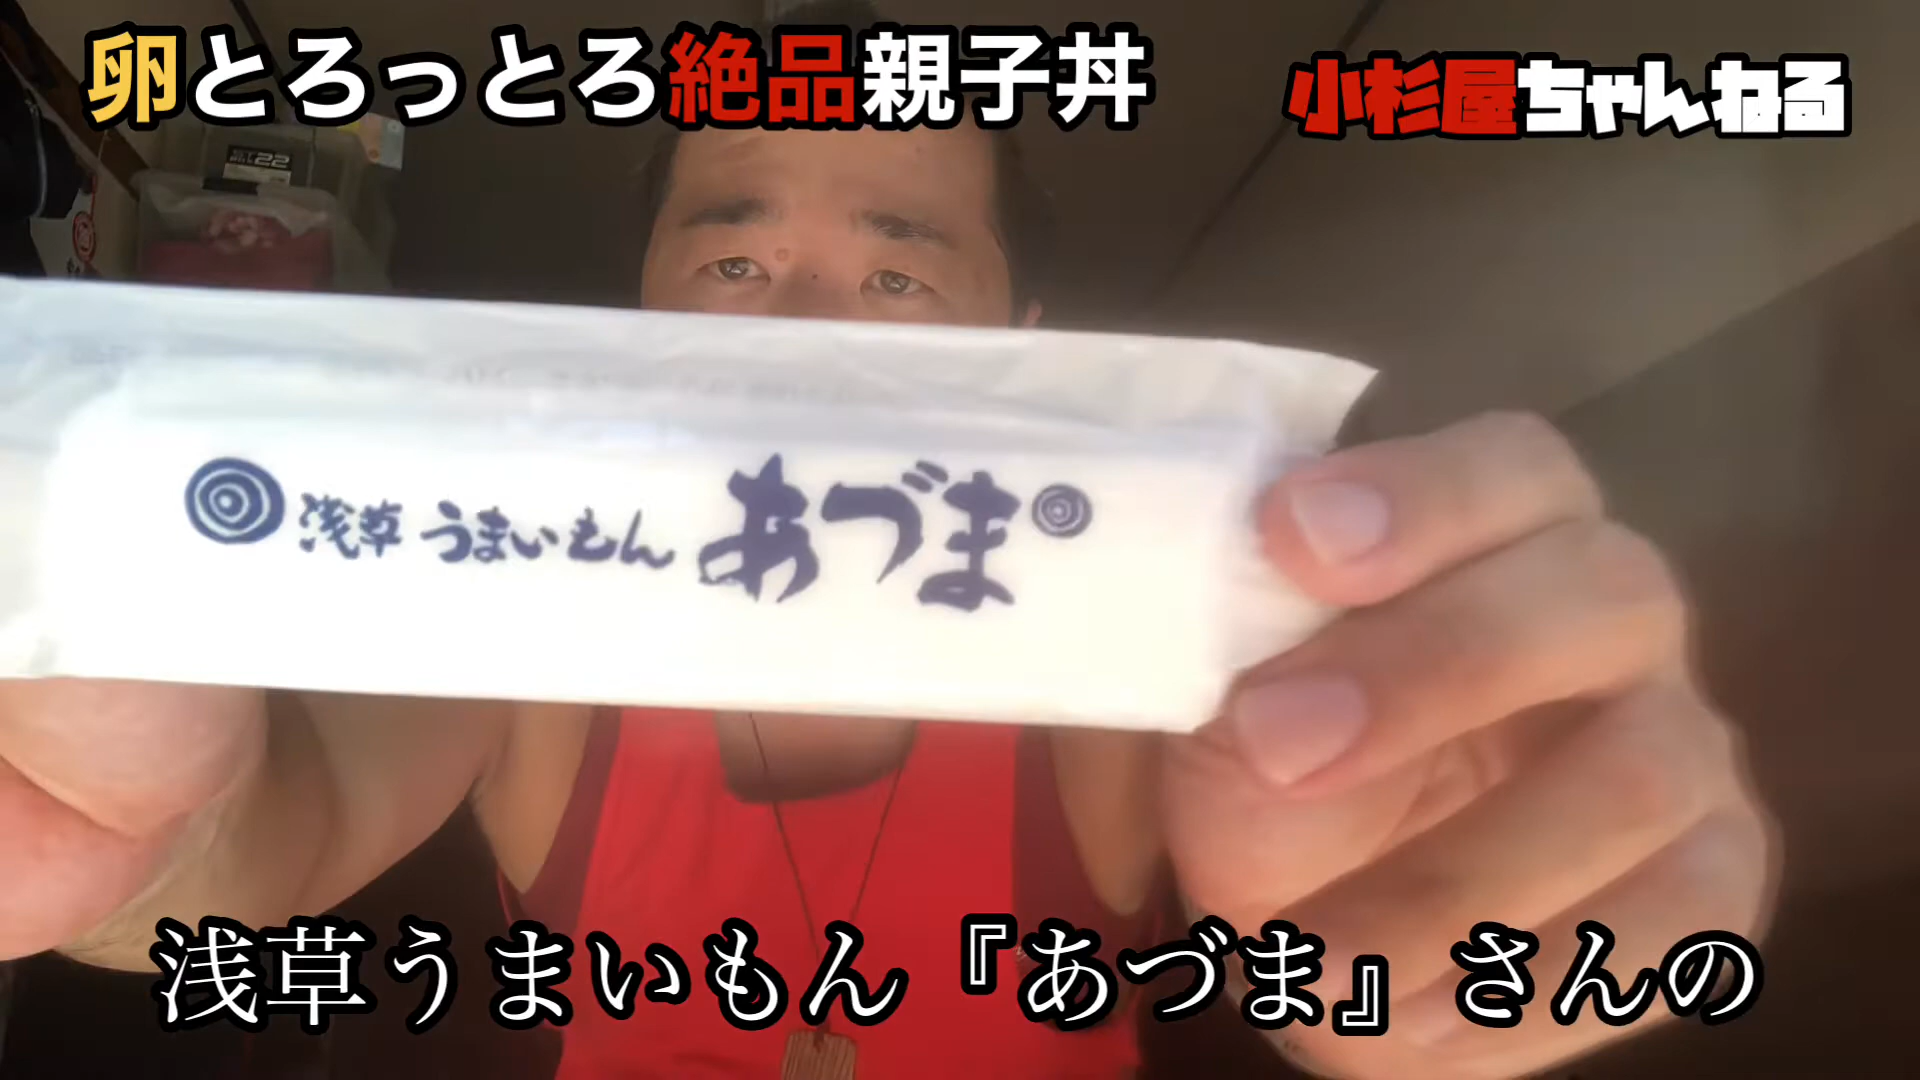 卵とろっとろ絶品親子丼
小杉屋ちゃんねる
22
浅草 うまいもん あづま
浅草うまいもん『あづま』さんの